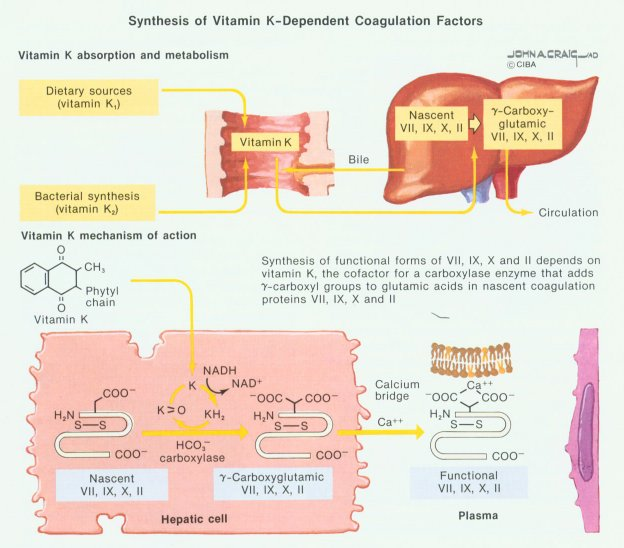 Synthesis of Vitamin K-Dependent Coagulation Factors
Vitamin K absorption and metabolism
JOHN A. CRAIG MD
© CIBA
Dietary sources
(vitamin K₁)
Vitamin K
Bacterial synthesis
(vitamin K₂)
Bile
Nascent
VII, IX, X, II
γ-Carboxy-
glutamic
VII, IX, X, II
Circulation
Vitamin K mechanism of action
O
CH₃
Phytyl
chain
O
Vitamin K
Synthesis of functional forms of VII, IX, X and II depends on
vitamin K, the cofactor for a carboxylase enzyme that adds
γ-carboxyl groups to glutamic acids in nascent coagulation
proteins VII, IX, X and II
COO⁻
H₂N
S—S
COO⁻
Nascent
VII, IX, X, II
NADH
NAD⁺
K
K>O
KH₂
HCO₃⁻
carboxylase
⁻OOC COO⁻
H₂N
S—S
COO⁻
γ-Carboxyglutamic
VII, IX, X, II
Hepatic cell
Calcium
bridge
Ca⁺⁺
Ca⁺⁺
⁻OOC COO⁻
H₂N
S—S
COO⁻
Functional
VII, IX, X, II
Plasma